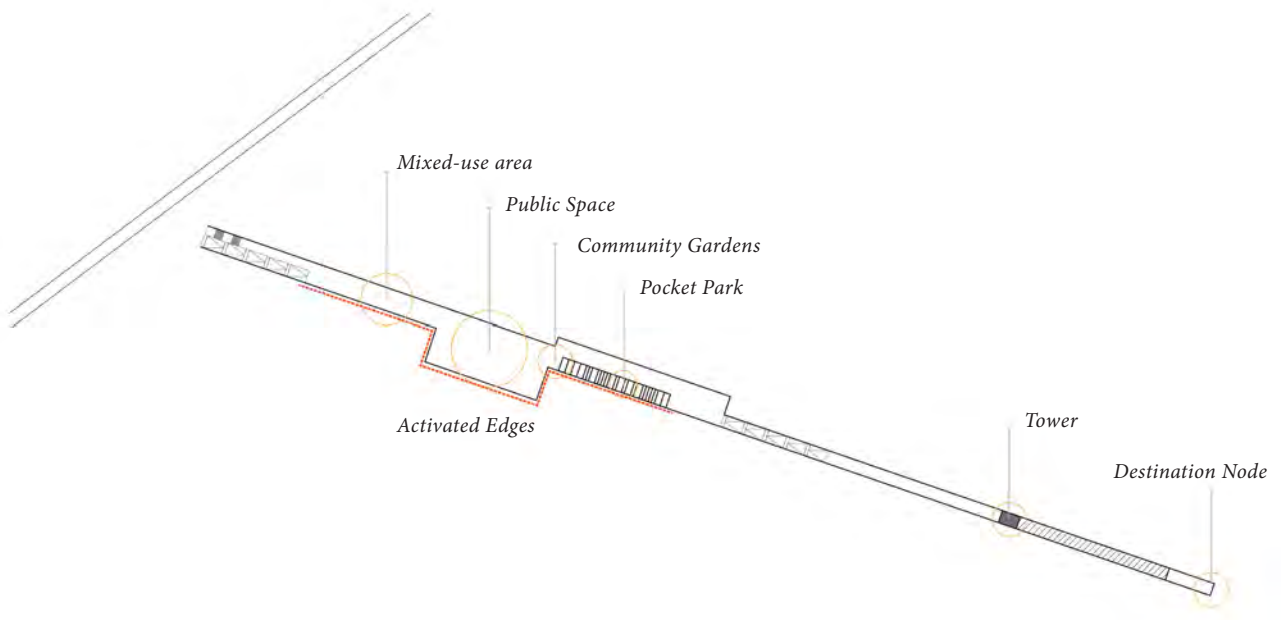 Mixed-use area
Public Space
Community Gardens
Pocket Park
Activated Edges
Tower
Destination Node